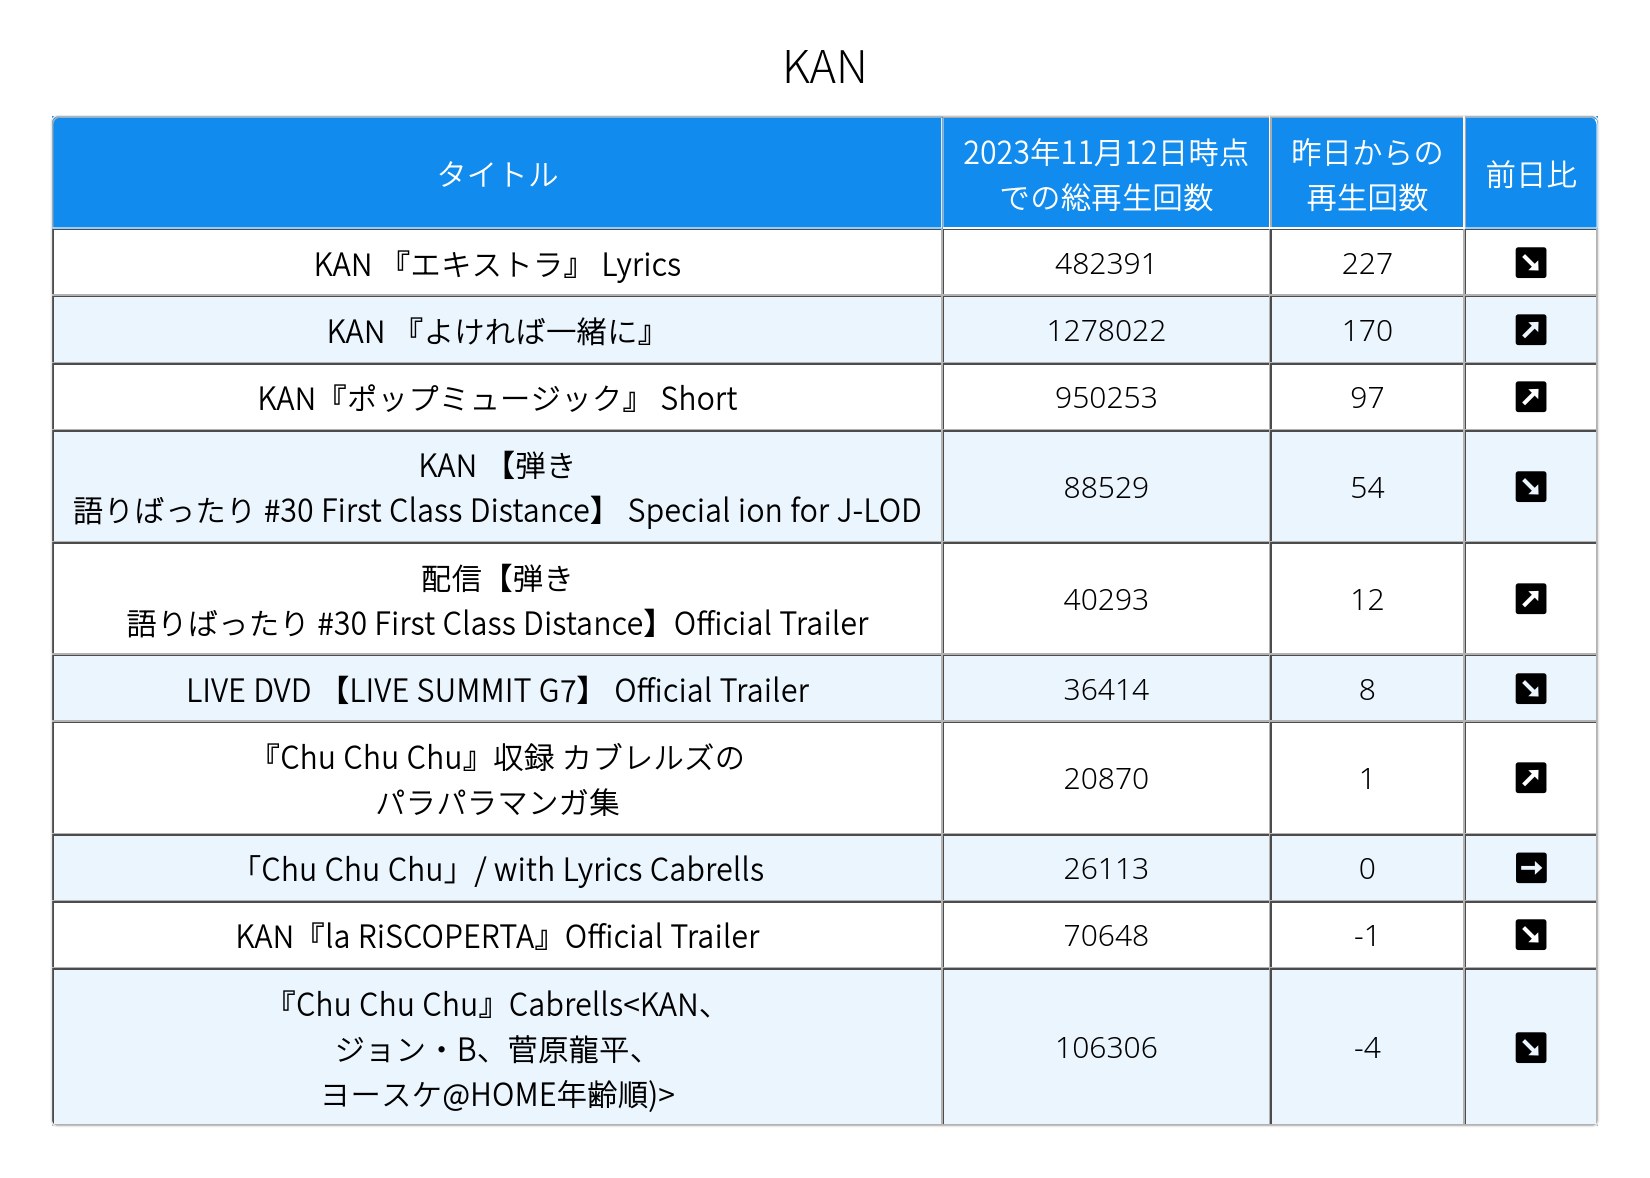 KAN
タイトル
2023年11月12日時点
での総再生回数
昨日からの
再生回数
前日比
KAN 『エキストラ』 Lyrics
482391
227
KAN 『よければ一緒に』
1278022
170
KAN『ポップミュージック』 Short
950253
97
KAN 【弾き
語りばったり #30 First Class Distance】 Special ion for J-LOD
88529
54
配信【弾き
語りばったり #30 First Class Distance】Official Trailer
40293
12
LIVE DVD 【LIVE SUMMIT G7】 Official Trailer
36414
8
『Chu Chu Chu』収録 カブレルズの
パラパラマンガ集
20870
1
「Chu Chu Chu」/ with Lyrics Cabrells
26113
0
KAN『la RiSCOPERTA』Official Trailer
70648
-1
『Chu Chu Chu』Cabrells<KAN、
ジョン・B、菅原龍平、
ヨースケ@HOME年齢順)>
106306
-4